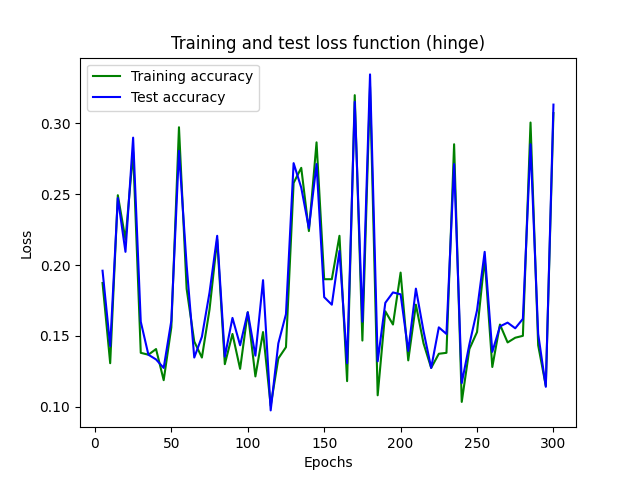 Training and test loss function (hinge)
Training accuracy
Test accuracy
0.30
0.25
0.20
0.15
0.10
Loss
0 50 100 150 200 250 300
Epochs